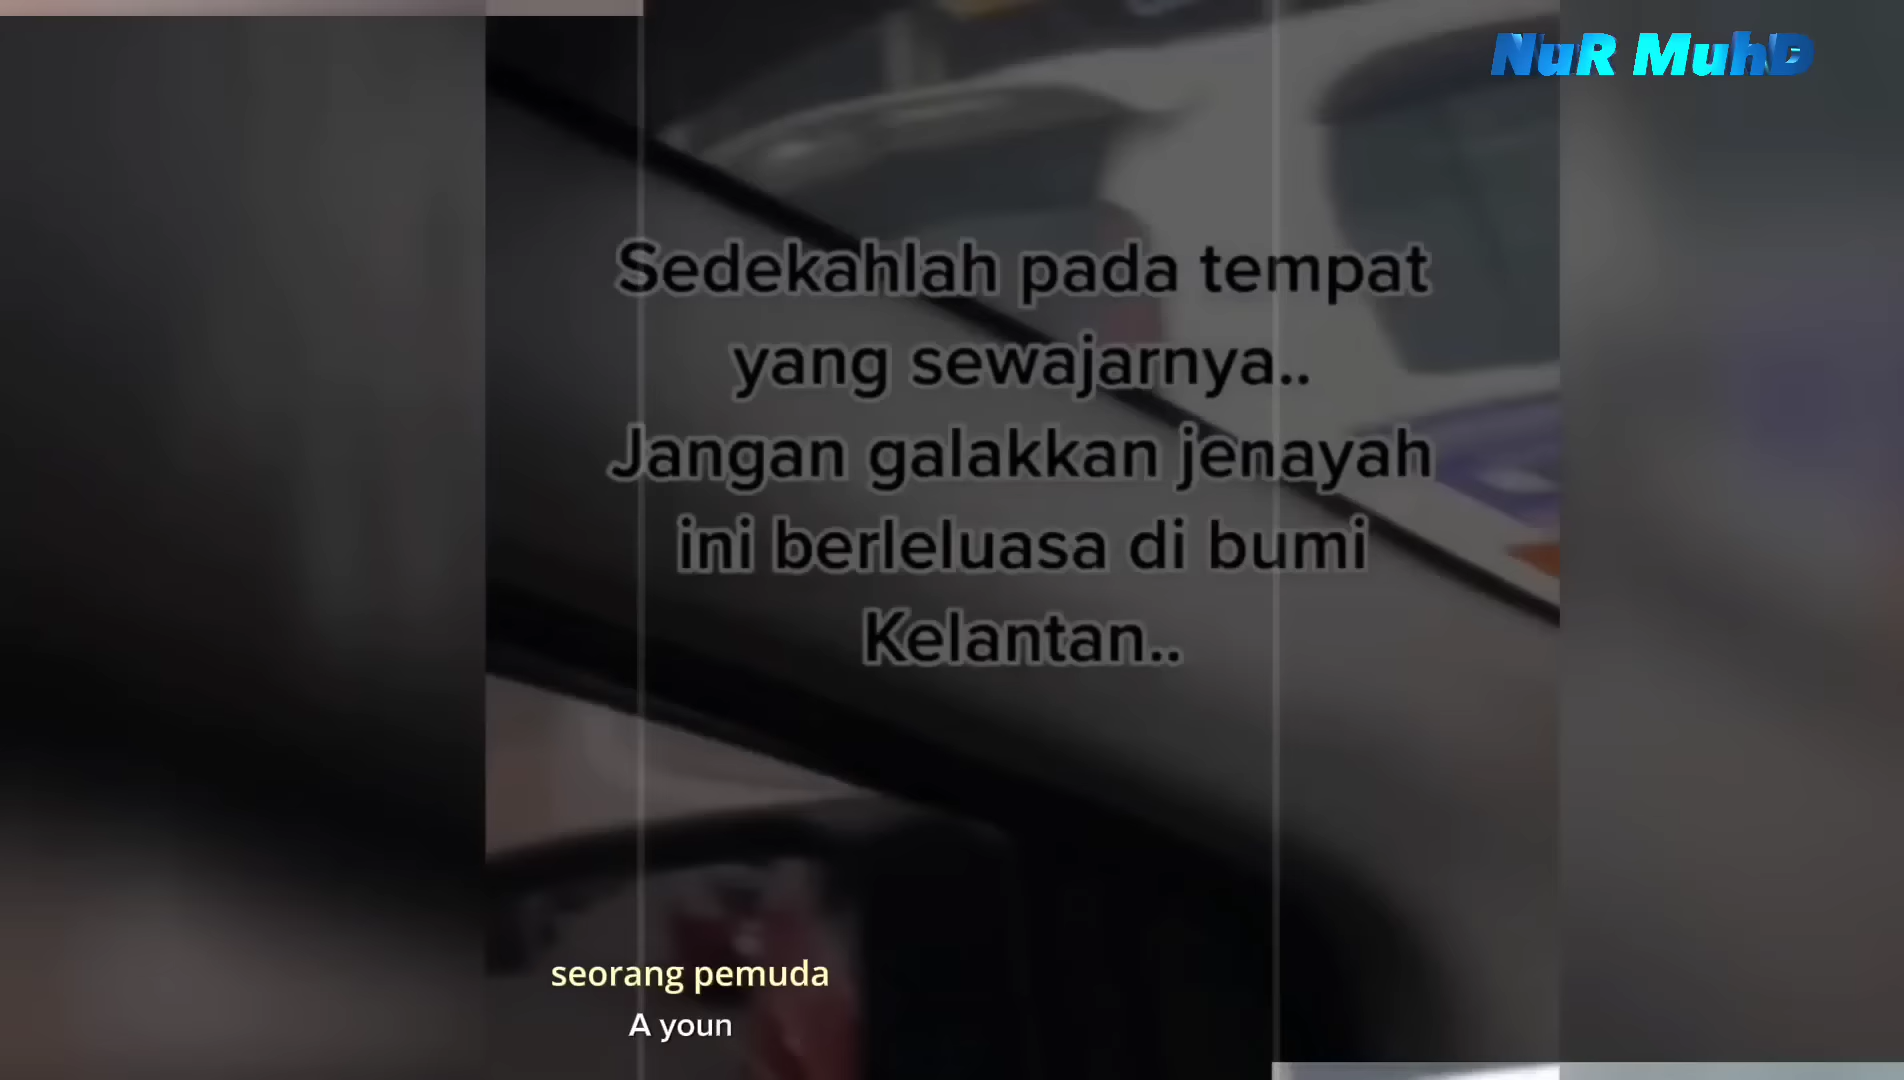 NuR MuhD
Sedekahlah pada tempat
yang sewajarnya..
Jangan galakkan jenayah
ini berleluasa di bumi
Kelantan..
seorang pemuda
A youn